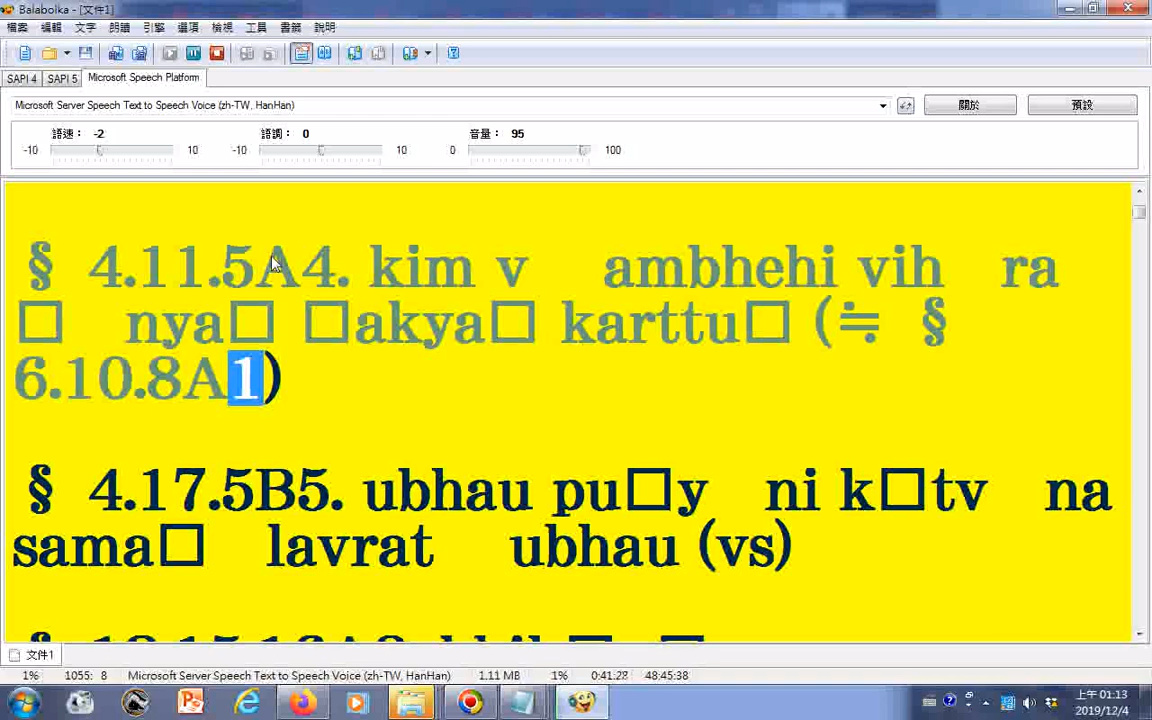 Balabolka - [文件1]
檔案 編輯 文字 朗讀 引擎 選項 檢視 工具 書籤 說明
SAPI 4 SAPI 5 Microsoft Speech Platform
Microsoft Server Speech Text to Speech Voice (zh-TW, HanHan) 關於 預設
語速： -2 語調： 0 音量： 95
-10 10 -10 10 0 100
§ 4.11.5A4. kim v ambhehi vih ra
□ nya□ □akya□ karttu□ (≒ §
6.10.8A1)
§ 4.17.5B5. ubhau pu□y ni k□tv na
sama□ lavrat ubhau (vs)
文件1
1% 1055: 8 Microsoft Server Speech Text to Speech Voice (zh-TW, HanHan) 1.11 MB 1% 0:41:28 48:45:38
上午 01:13
2019/12/4